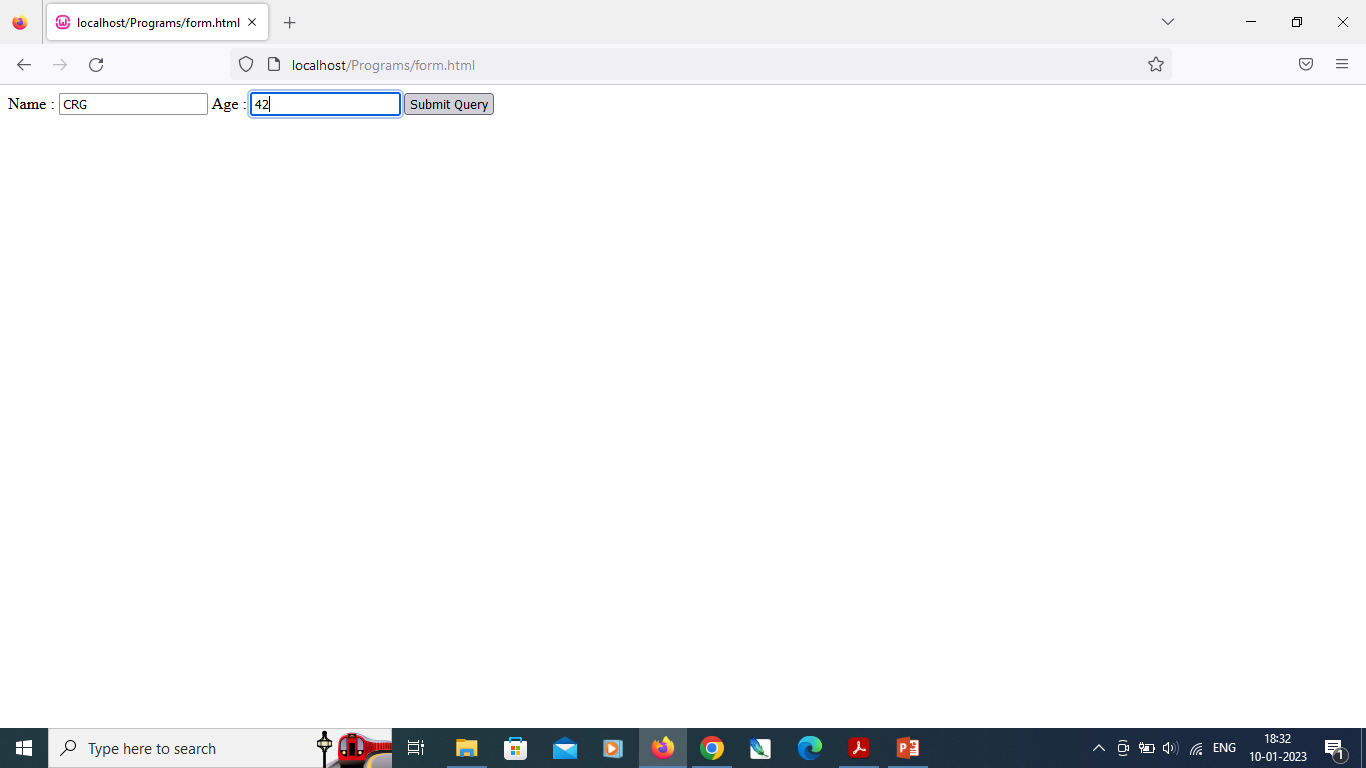 localhost/Programs/form.html
localhost/Programs/form.html
Name : CRG Age : 42 Submit Query
Type here to search
ENG
18:32
10-01-2023
1